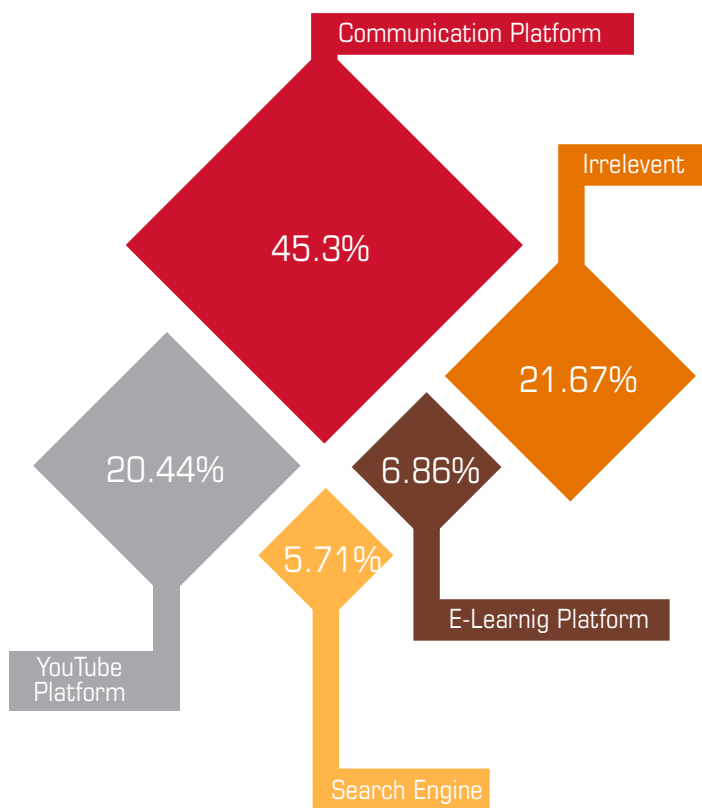 Communication Platform
Irrelevent
45.3%
21.67%
20.44%
6.86%
5.71%
E-Learnig Platform
YouTube
Platform
Search Engine